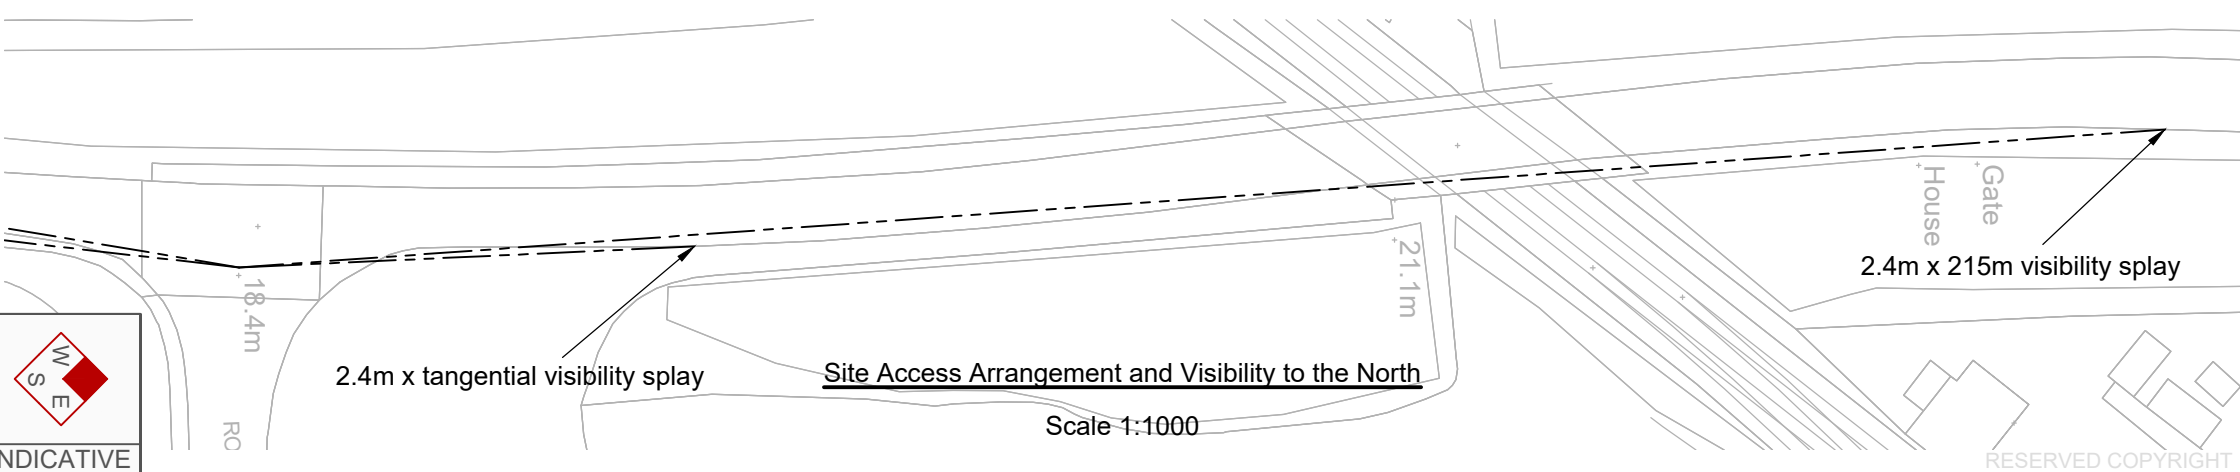 House
Gate
21.1m
18.4m
2.4m x 215m visibility splay
2.4m x tangential visibility splay
Site Access Arrangement and Visibility to the North
Scale 1:1000
W
S
E
RO
NDICATIVE
RESERVED COPYRIGHT